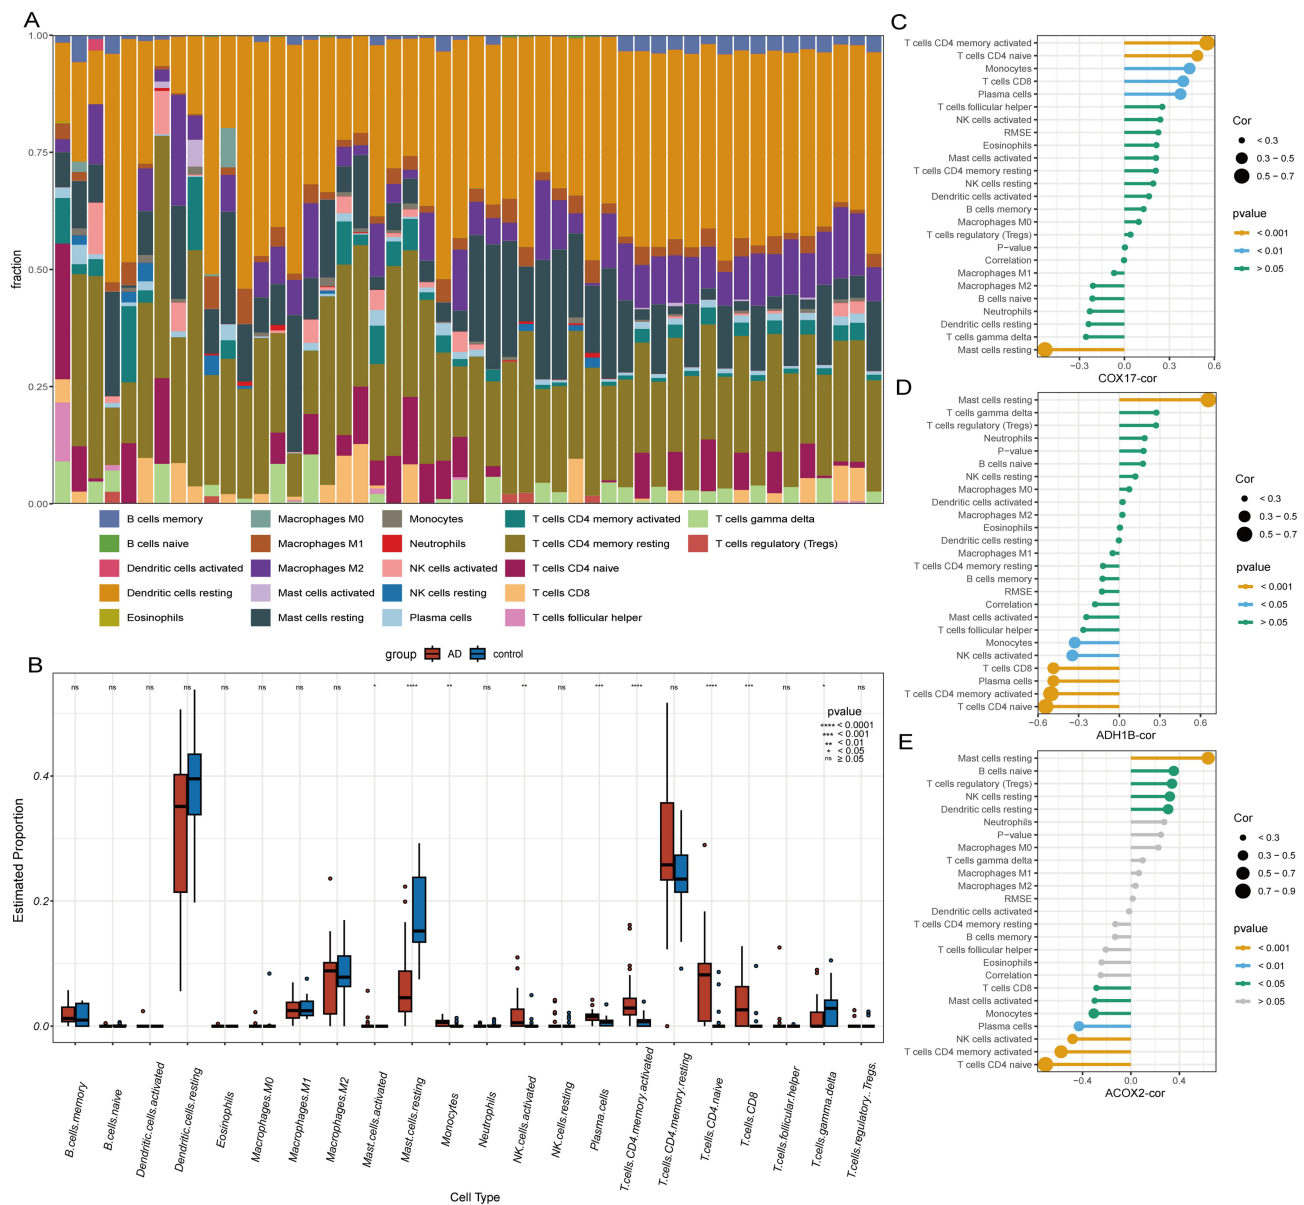 A
1.00
0.75
0.50
0.25
0.00
fraction
B cells memory
B cells naive
Dendritic cells activated
Dendritic cells resting
Eosinophils
Macrophages M0
Macrophages M1
Macrophages M2
Mast cells activated
Mast cells resting
Monocytes
Neutrophils
NK cells activated
NK cells resting
Plasma cells
T cells CD4 memory activated
T cells CD4 memory resting
T cells CD4 naive
T cells CD8
T cells follicular helper
T cells gamma delta
T cells regulatory (Tregs)
B
group AD control
ns ns ns ns ns ns ns ns * **** ** ns ** ns *** **** ns **** *** ns * ns
pvalue
**** < 0.0001
*** < 0.001
** < 0.01
* < 0.05
ns ≥ 0.05
0.4
0.2
0.0
Estimated Proportion
B.cells.memory
B.cells.naive
Dendritic.cells.activated
Dendritic.cells.resting
Eosinophils
Macrophages.M0
Macrophages.M1
Macrophages.M2
Mast.cells.activated
Mast.cells.resting
Monocytes
Neutrophils
NK.cells.activated
NK.cells.resting
Plasma.cells
T.cells.CD4.memory.activated
T.cells.CD4.memory.resting
T.cells.CD4.naive
T.cells.CD8
T.cells.follicular.helper
T.cells.gamma.delta
T.cells.regulatory..Tregs.
Cell Type
C
T cells CD4 memory activated
T cells CD4 naive
Monocytes
T cells CD8
Plasma cells
T cells follicular helper
NK cells activated
RMSE
Eosinophils
Mast cells activated
T cells CD4 memory resting
NK cells resting
Dendritic cells activated
B cells memory
Macrophages M0
T cells regulatory (Tregs)
P-value
Correlation
Macrophages M1
Macrophages M2
B cells naive
Neutrophils
Dendritic cells resting
T cells gamma delta
Mast cells resting
−0.3 0.0 0.3 0.6
COX17-cor
Cor
< 0.3
0.3 − 0.5
0.5 − 0.7
pvalue
< 0.001
< 0.01
> 0.05
D
Mast cells resting
T cells gamma delta
T cells regulatory (Tregs)
Neutrophils
P-value
B cells naive
NK cells resting
Macrophages M0
Dendritic cells activated
Macrophages M2
Eosinophils
Dendritic cells resting
Macrophages M1
T cells CD4 memory resting
B cells memory
RMSE
Correlation
Mast cells activated
T cells follicular helper
Monocytes
NK cells activated
T cells CD8
Plasma cells
T cells CD4 memory activated
T cells CD4 naive
−0.6 −0.3 0.0 0.3 0.6
ADH1B-cor
Cor
< 0.3
0.3 − 0.5
0.5 − 0.7
pvalue
< 0.001
< 0.05
> 0.05
E
Mast cells resting
B cells naive
T cells regulatory (Tregs)
NK cells resting
Dendritic cells resting
Neutrophils
P-value
Macrophages M0
T cells gamma delta
Macrophages M1
Macrophages M2
RMSE
Dendritic cells activated
T cells CD4 memory resting
B cells memory
T cells follicular helper
Eosinophils
Correlation
T cells CD8
Mast cells activated
Monocytes
Plasma cells
NK cells activated
T cells CD4 memory activated
T cells CD4 naive
−0.4 0.0 0.4
ACOX2-cor
Cor
< 0.3
0.3 − 0.5
0.5 − 0.7
0.7 − 0.9
pvalue
< 0.001
< 0.01
< 0.05
> 0.05